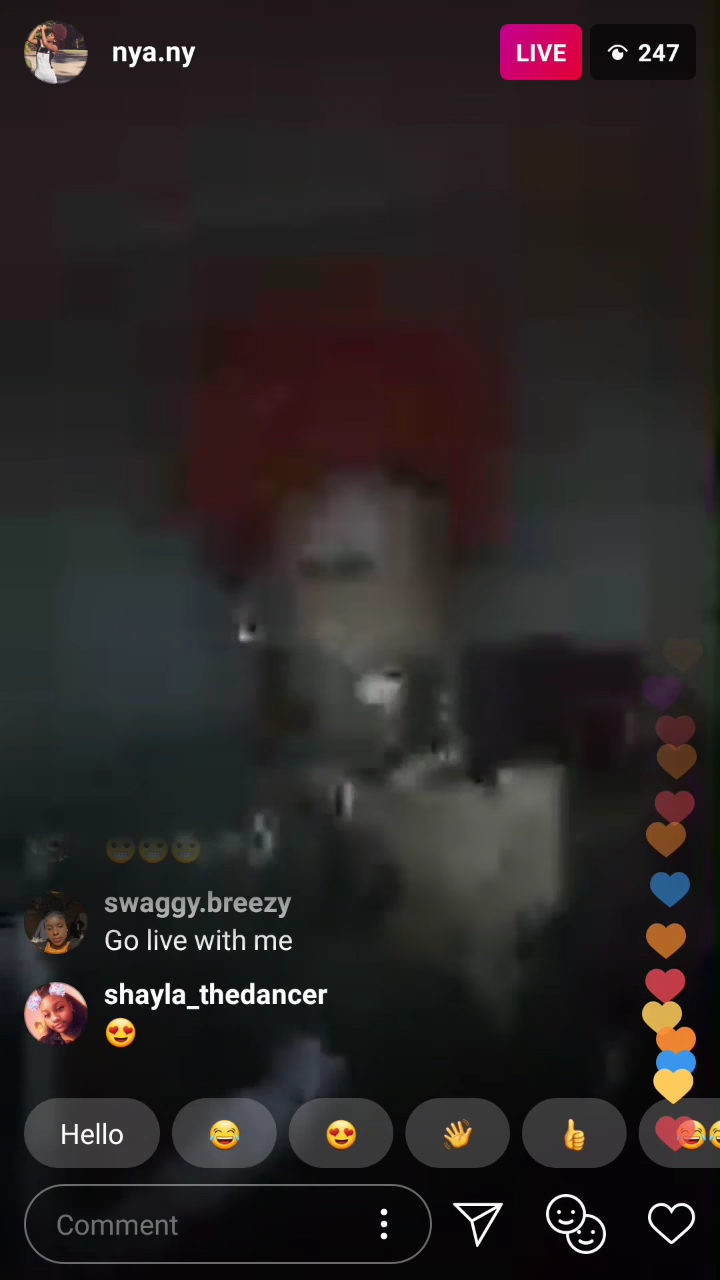 nya.ny
LIVE
247
😬😬😬
swaggy.breezy
Go live with me
shayla_thedancer
😍
Hello
😂
😍
👋
👍
Comment